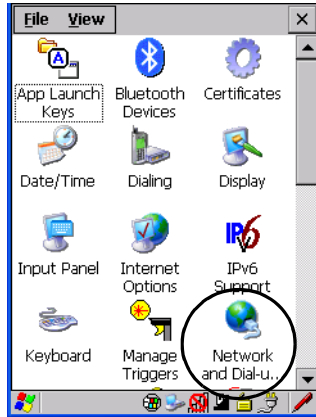 File View
App Launch Bluetooth Certificates
Keys Devices
Date/Time Dialing Display
IPv6
Input Panel Internet IPv6
Options Support
Keyboard Manage Network
Triggers and Dial-u...